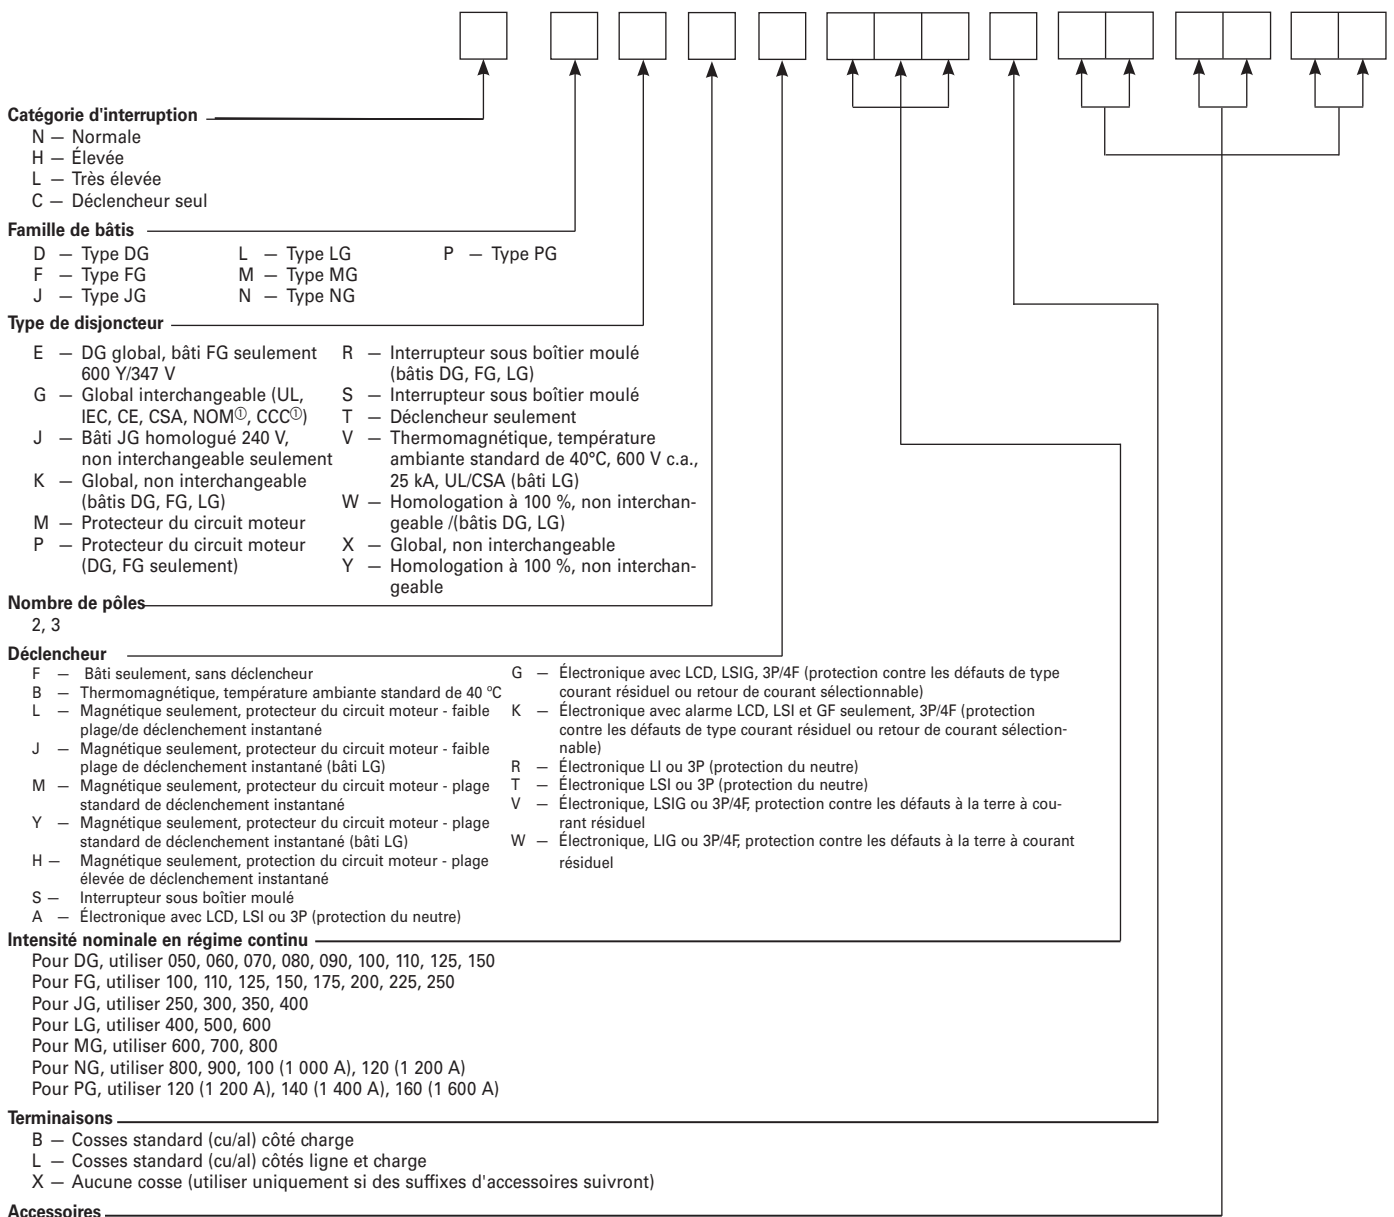 Catégorie d'interruption
N — Normale
H — Élevée
L — Très élevée
C — Déclencheur seul
Famille de bâtis
D — Type DG
F — Type FG
J — Type JG
L — Type LG
M — Type MG
N — Type NG
P — Type PG
Type de disjoncteur
E — DG global, bâti FG seulement
600 Y/347 V
G — Global interchangeable (UL,
IEC, CE, CSA, NOM①, CCC①)
J — Bâti JG homologué 240 V,
non interchangeable seulement
K — Global, non interchangeable
(bâtis DG, FG, LG)
M — Protecteur du circuit moteur
P — Protecteur du circuit moteur
(DG, FG seulement)
R — Interrupteur sous boîtier moulé
(bâtis DG, FG, LG)
S — Interrupteur sous boîtier moulé
T — Déclencheur seulement
V — Thermomagnétique, température
ambiante standard de 40°C, 600 V c.a.,
25 kA, UL/CSA (bâti LG)
W — Homologation à 100 %, non interchan-
geable /(bâtis DG, LG)
X — Global, non interchangeable
Y — Homologation à 100 %, non interchan-
geable
Nombre de pôles
2, 3
Déclencheur
F — Bâti seulement, sans déclencheur
B — Thermomagnétique, température ambiante standard de 40 °C
L — Magnétique seulement, protecteur du circuit moteur - faible
plage/de déclenchement instantané
J — Magnétique seulement, protecteur du circuit moteur - faible
plage de déclenchement instantané (bâti LG)
M — Magnétique seulement, protecteur du circuit moteur - plage
standard de déclenchement instantané
Y — Magnétique seulement, protecteur du circuit moteur - plage
standard de déclenchement instantané (bâti LG)
H — Magnétique seulement, protection du circuit moteur - plage
élevée de déclenchement instantané
S — Interrupteur sous boîtier moulé
A — Électronique avec LCD, LSI ou 3P (protection du neutre)
G — Électronique avec LCD, LSIG, 3P/4F (protection contre les défauts de type
courant résiduel ou retour de courant sélectionnable)
K — Électronique avec alarme LCD, LSI et GF seulement, 3P/4F (protection
contre les défauts de type courant résiduel ou retour de courant sélection-
nable)
R — Électronique LI ou 3P (protection du neutre)
T — Électronique LSI ou 3P (protection du neutre)
V — Électronique, LSIG ou 3P/4F, protection contre les défauts à la terre à cou-
rant résiduel
W — Électronique, LIG ou 3P/4F, protection contre les défauts à la terre à courant
résiduel
Intensité nominale en régime continu
Pour DG, utiliser 050, 060, 070, 080, 090, 100, 110, 125, 150
Pour FG, utiliser 100, 110, 125, 150, 175, 200, 225, 250
Pour JG, utiliser 250, 300, 350, 400
Pour LG, utiliser 400, 500, 600
Pour MG, utiliser 600, 700, 800
Pour NG, utiliser 800, 900, 100 (1 000 A), 120 (1 200 A)
Pour PG, utiliser 120 (1 200 A), 140 (1 400 A), 160 (1 600 A)
Terminaisons
B — Cosses standard (cu/al) côté charge
L — Cosses standard (cu/al) côtés ligne et charge
X — Aucune cosse (utiliser uniquement si des suffixes d'accessoires suivront)
Accessoires